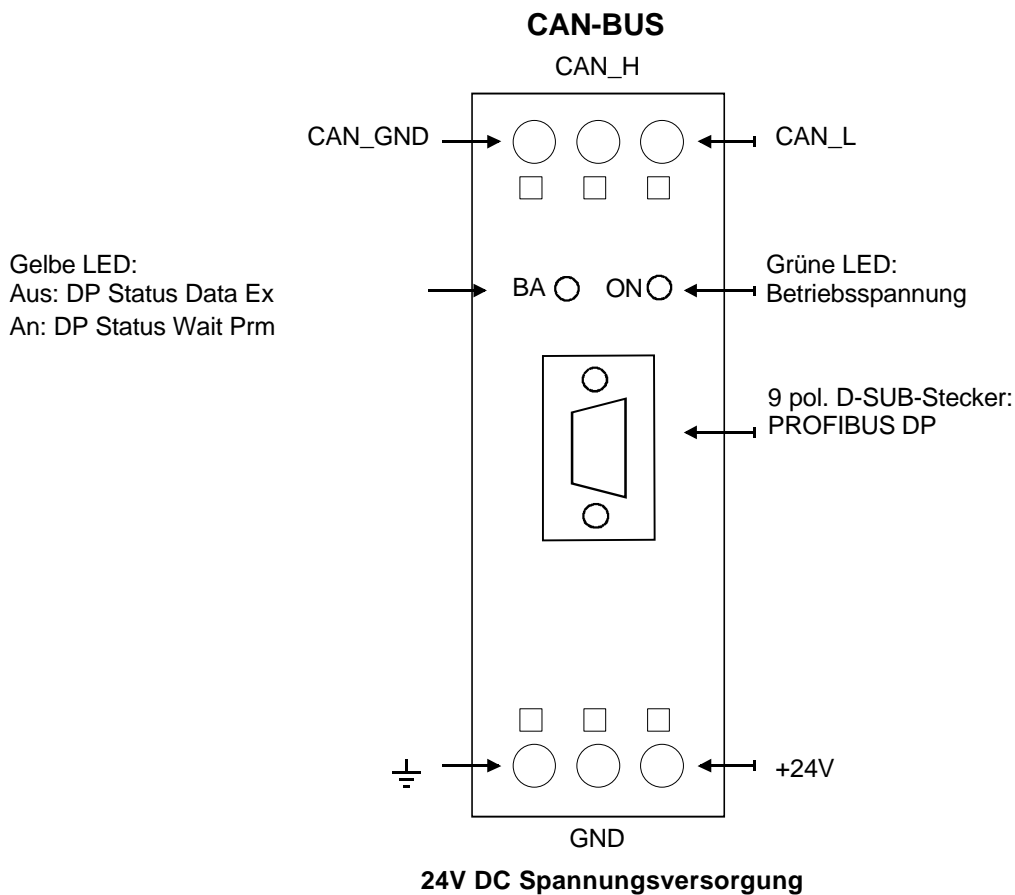 CAN-BUS
CAN_H
CAN_GND
CAN_L
Gelbe LED:
Aus: DP Status Data Ex
An: DP Status Wait Prm
BA
ON
Grüne LED:
Betriebsspannung
9 pol. D-SUB-Stecker:
PROFIBUS DP
+24V
GND
24V DC Spannungsversorgung